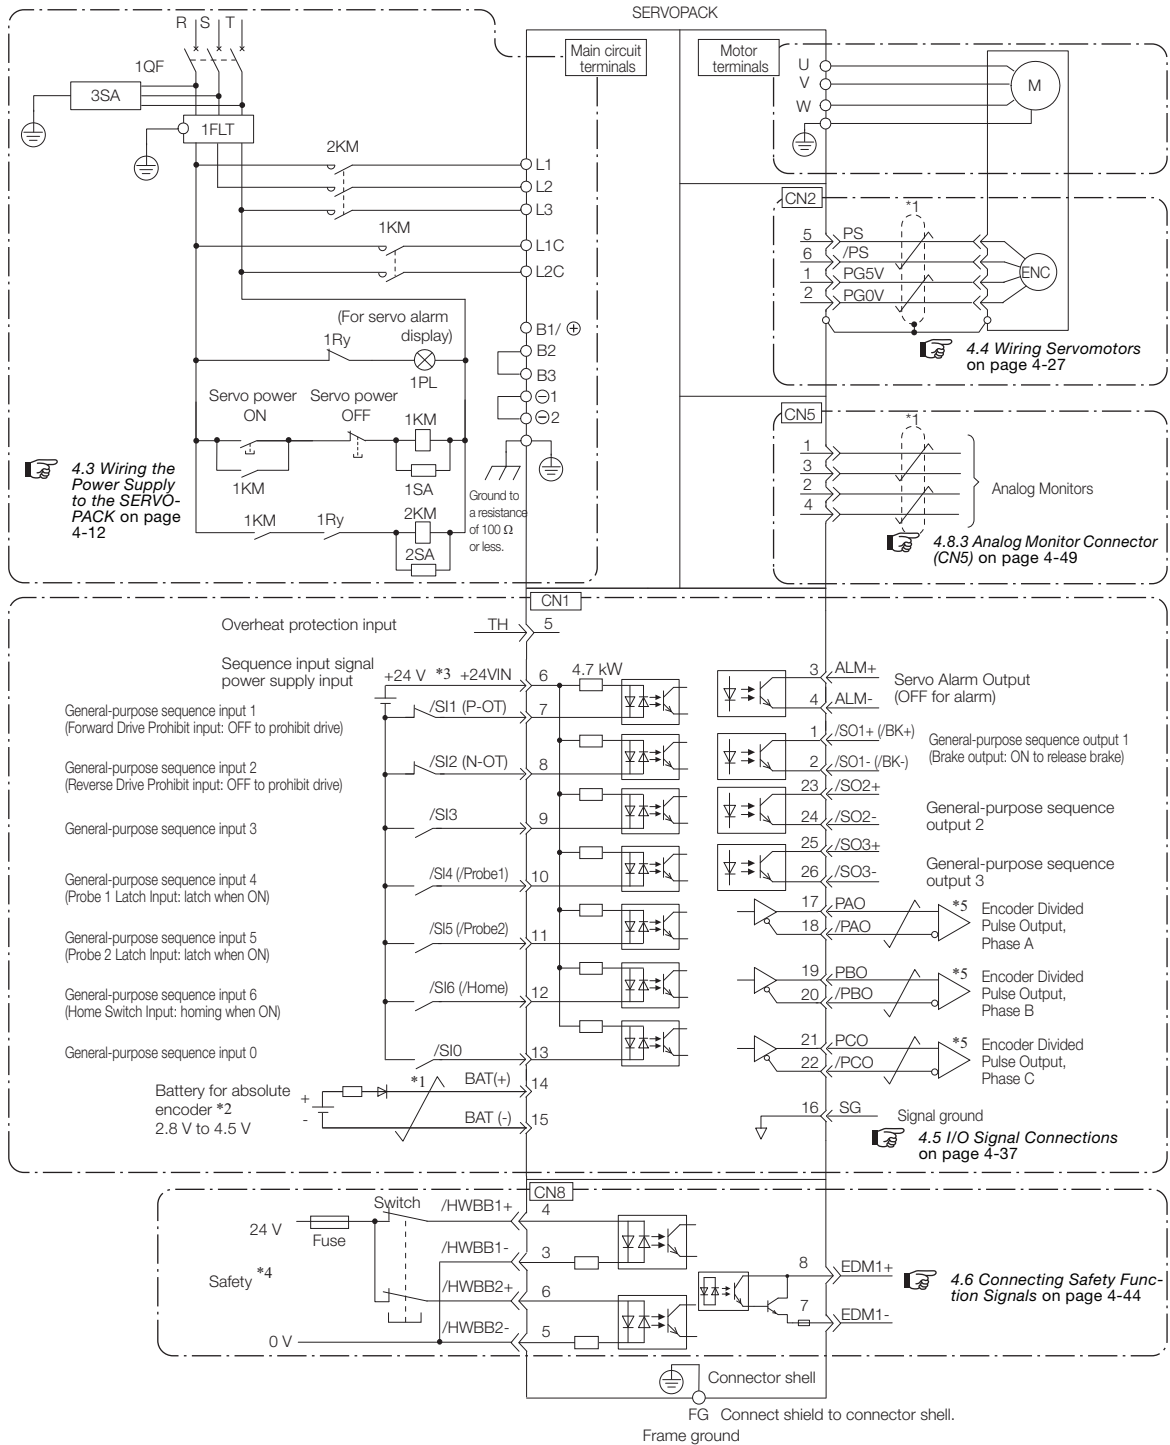 SERVOPACK
R S T
Main circuit
terminals
Motor
terminals
1QF
3SA
1FLT
2KM
L1
L2
L3
1KM
L1C
L2C
(For servo alarm
display)
1Ry
1PL
B1/ ⊕
B2
B3
⊖1
⊖2
Servo power
ON
Servo power
OFF
1KM
1KM
1SA
4.3 Wiring the
Power Supply
to the SERVO-
PACK on page
4-12
1KM
1Ry
2KM
2SA
Ground to
a resistance
of 100 Ω
or less.
U
V
W
M
CN2
*1
5 PS
6 /PS
1 PG5V
2 PG0V
ENC
4.4 Wiring Servomotors
on page 4-27
CN5
*1
1
3
2
4
Analog Monitors
4.8.3 Analog Monitor Connector
(CN5) on page 4-49
CN1
Overheat protection input
TH 5
Sequence input signal
power supply input
+24 V *3 +24VIN 6 4.7 kW
General-purpose sequence input 1
(Forward Drive Prohibit input: OFF to prohibit drive)
/SI1 (P-OT) 7
General-purpose sequence input 2
(Reverse Drive Prohibit input: OFF to prohibit drive)
/SI2 (N-OT) 8
General-purpose sequence input 3
/SI3 9
General-purpose sequence input 4
(Probe 1 Latch Input: latch when ON)
/SI4 (/Probe1) 10
General-purpose sequence input 5
(Probe 2 Latch Input: latch when ON)
/SI5 (/Probe2) 11
General-purpose sequence input 6
(Home Switch Input: homing when ON)
/SI6 (/Home) 12
General-purpose sequence input 0
/SI0 13
Battery for absolute
encoder *2
2.8 V to 4.5 V
+
-
*1
BAT(+) 14
BAT (-) 15
3 ALM+
4 ALM-
Servo Alarm Output
(OFF for alarm)
1 /SO1+ (/BK+)
2 /SO1- (/BK-)
General-purpose sequence output 1
(Brake output: ON to release brake)
23 /SO2+
24 /SO2-
General-purpose sequence
output 2
25 /SO3+
26 /SO3-
General-purpose sequence
output 3
17 PAO
18 /PAO
*5
Encoder Divided
Pulse Output,
Phase A
19 PBO
20 /PBO
*5
Encoder Divided
Pulse Output,
Phase B
21 PCO
22 /PCO
*5
Encoder Divided
Pulse Output,
Phase C
16 SG
Signal ground
4.5 I/O Signal Connections
on page 4-37
CN8
Switch
24 V
Fuse
Safety *4
0 V
/HWBB1+ 4
/HWBB1- 3
/HWBB2+ 6
/HWBB2- 5
8 EDM1+
7 EDM1-
4.6 Connecting Safety Func-
tion Signals on page 4-44
Connector shell
FG Connect shield to connector shell.
Frame ground